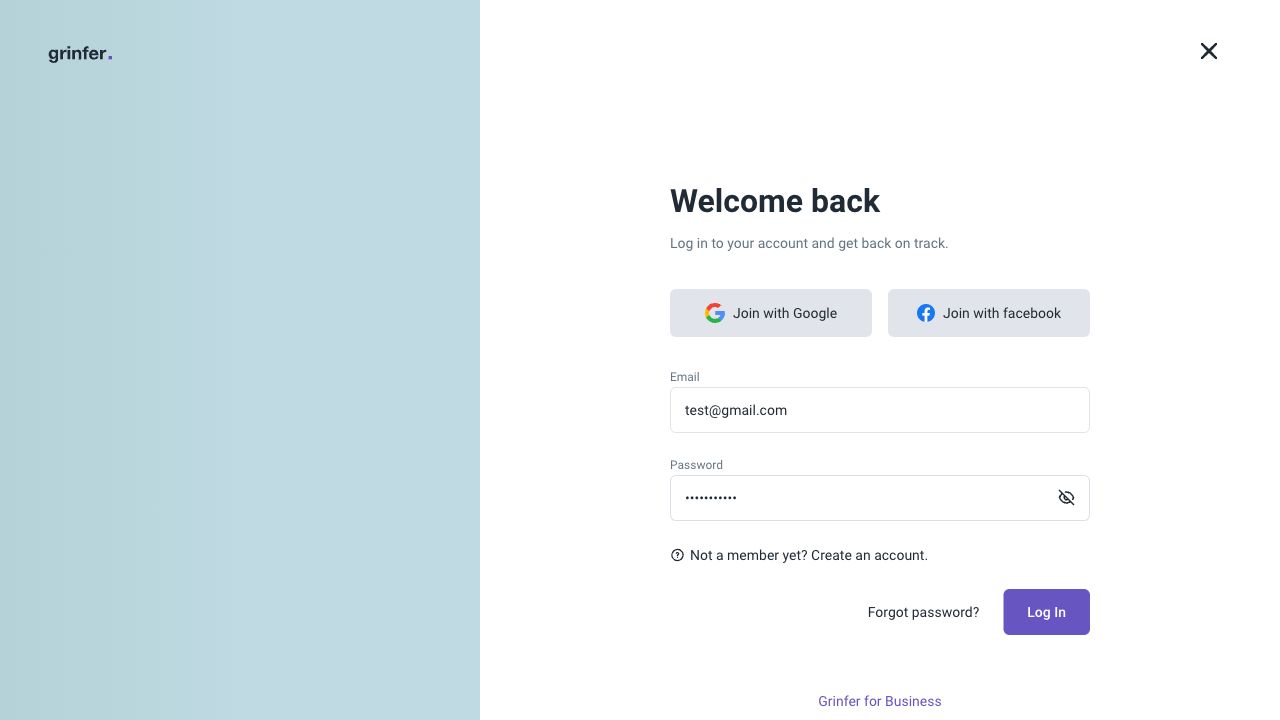 grinfer.
Welcome back
Log in to your account and get back on track.
Join with Google
Join with facebook
Email
test@gmail.com
Password
•••••••••••
Not a member yet? Create an account.
Forgot password?
Log In
Grinfer for Business